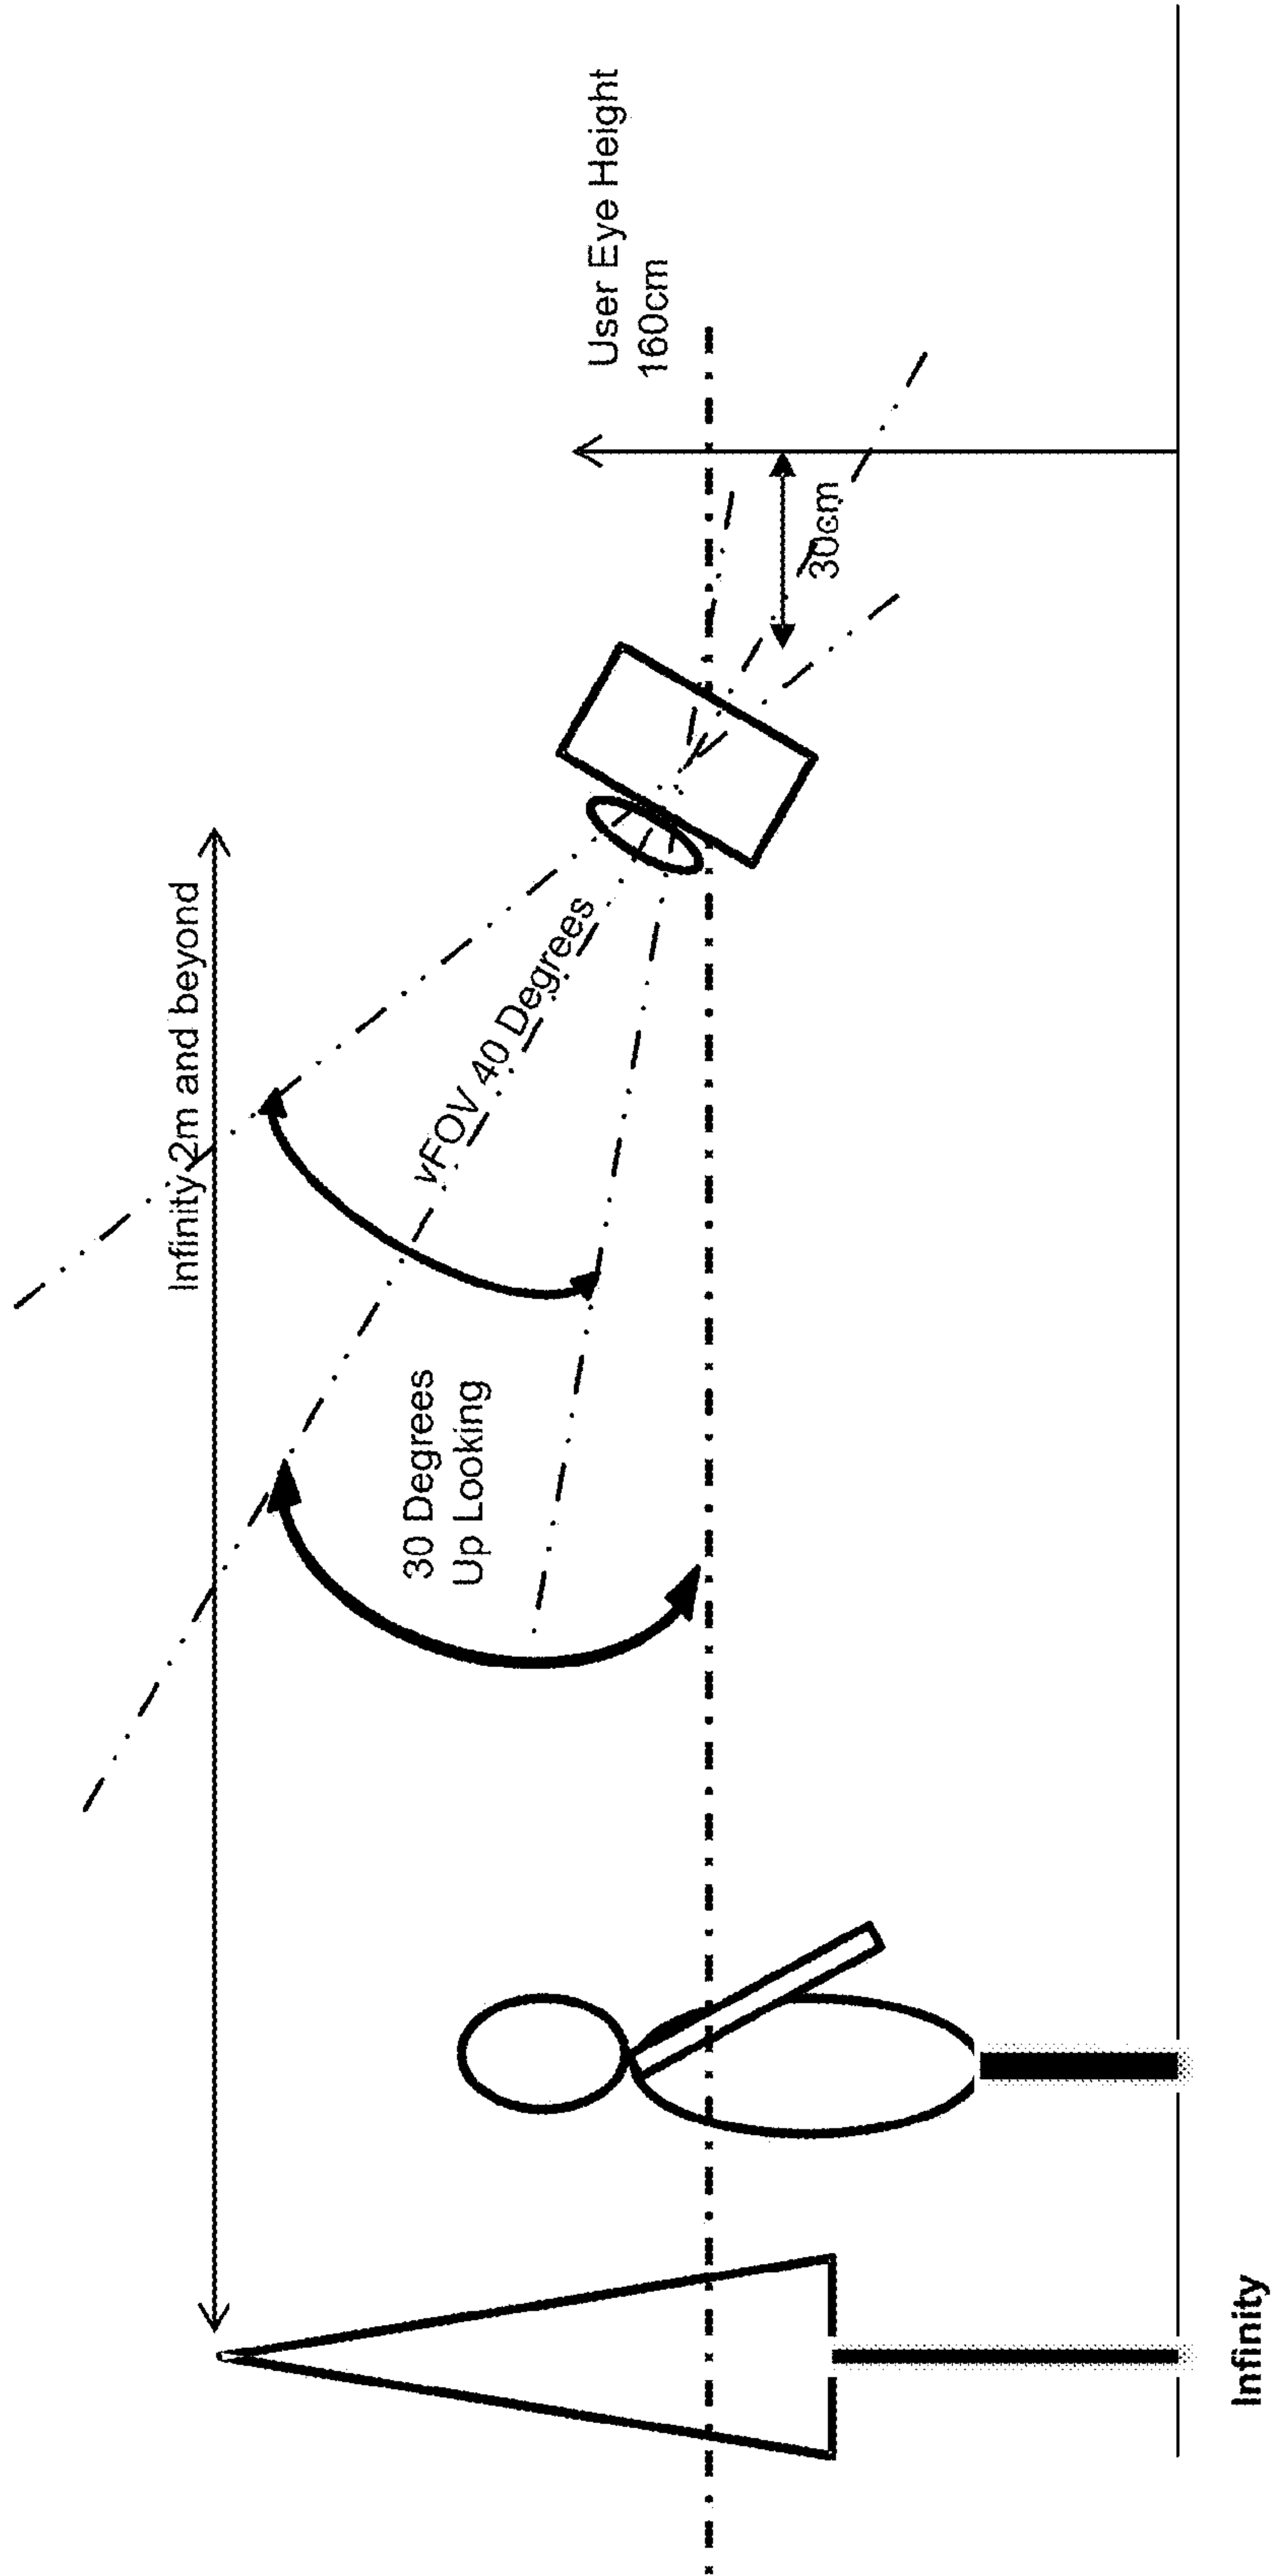 Infinity 2m and beyond
vFOV 40 Degrees
30 Degrees
Up Looking
User Eye Height
160cm
30cm
Infinity